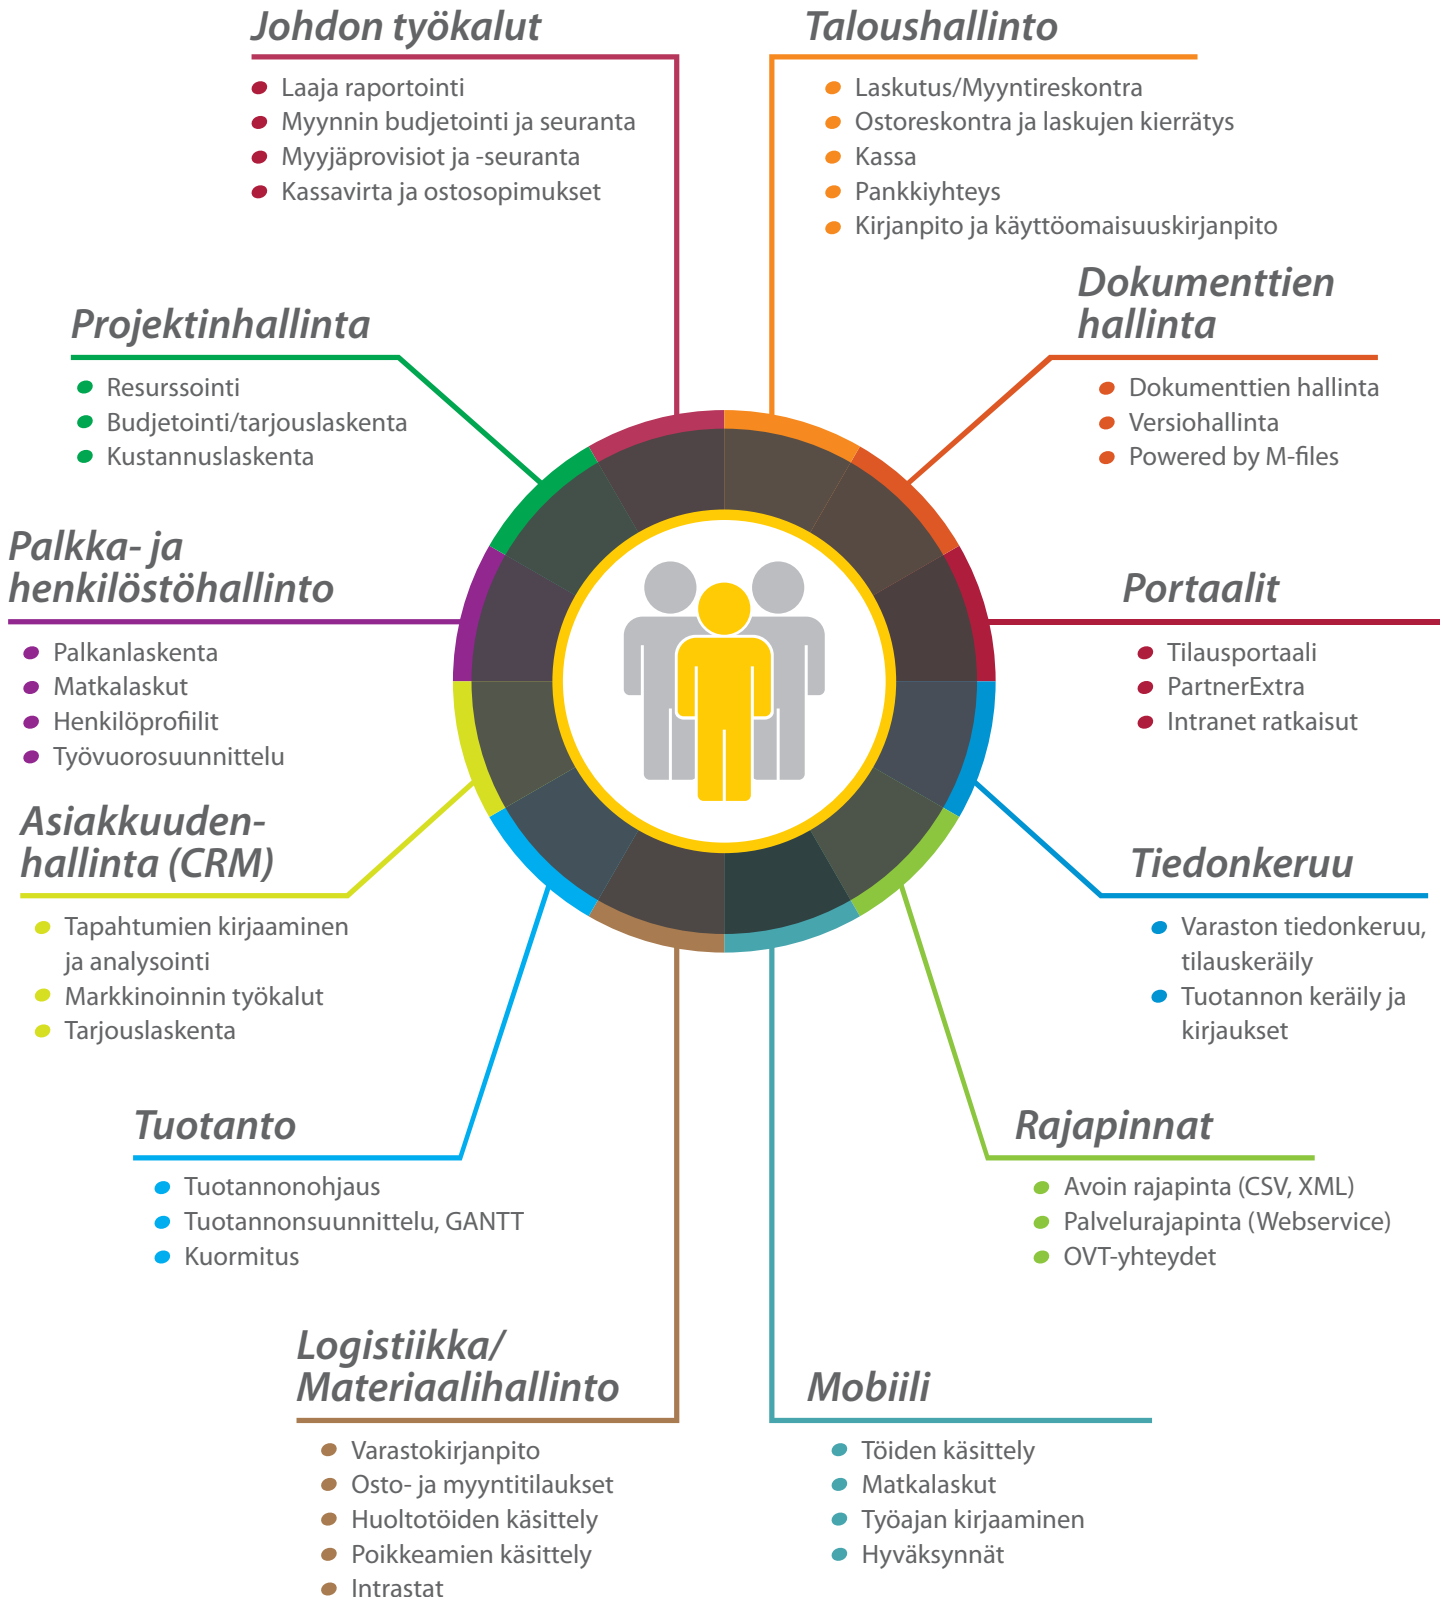 Johdon työkalut
Laaja raportointi
Myynnin budjetointi ja seuranta
Myyjäprovisiot ja -seuranta
Kassavirta ja ostosopimukset
Taloushallinto
Laskutus/Myyntireskontra
Ostoreskontra ja laskujen kierrätys
Kassa
Pankkiyhteys
Kirjanpito ja käyttöomaisuuskirjanpito
Projektinhallinta
Resurssointi
Budjetointi/tarjouslaskenta
Kustannuslaskenta
Dokumenttien
hallinta
Dokumenttien hallinta
Versiohallinta
Powered by M-files
Palkka- ja
henkilöstöhallinto
Palkanlaskenta
Matkalaskut
Henkilöprofiilit
Työvuorosuunnittelu
Portaalit
Tilausportaali
PartnerExtra
Intranet ratkaisut
Asiakkuuden-
hallinta (CRM)
Tapahtumien kirjaaminen
ja analysointi
Markkinoinnin työkalut
Tarjouslaskenta
Tiedonkeruu
Varaston tiedonkeruu,
tilauskeräily
Tuotannon keräily ja
kirjaukset
Tuotanto
Tuotannonohjaus
Tuotannonsuunnittelu, GANTT
Kuormitus
Rajapinnat
Avoin rajapinta (CSV, XML)
Palvelurajapinta (Webservice)
OVT-yhteydet
Logistiikka/
Materiaalihallinto
Varastokirjanpito
Osto- ja myyntitilaukset
Huoltotöiden käsittely
Poikkeamien käsittely
Intrastat
Mobiili
Töiden käsittely
Matkalaskut
Työajan kirjaaminen
Hyväksynnät